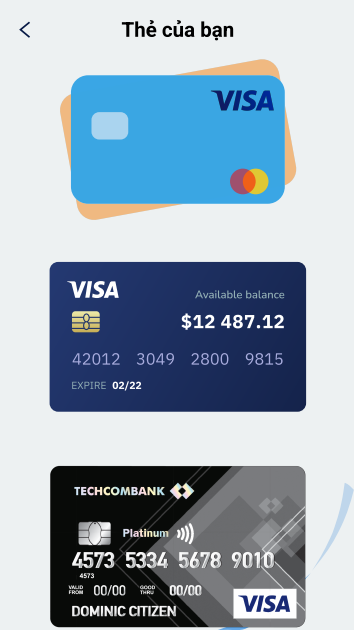 Thẻ của bạn
VISA
VISA
Available balance
$12 487.12
42012 3049 2800 9815
EXPIRE 02/22
TECHCOMBANK
Platinum
4573 5334 5678 9010
4573
VALID FROM 00/00 GOOD THRU 00/00
DOMINIC CITIZEN
VISA